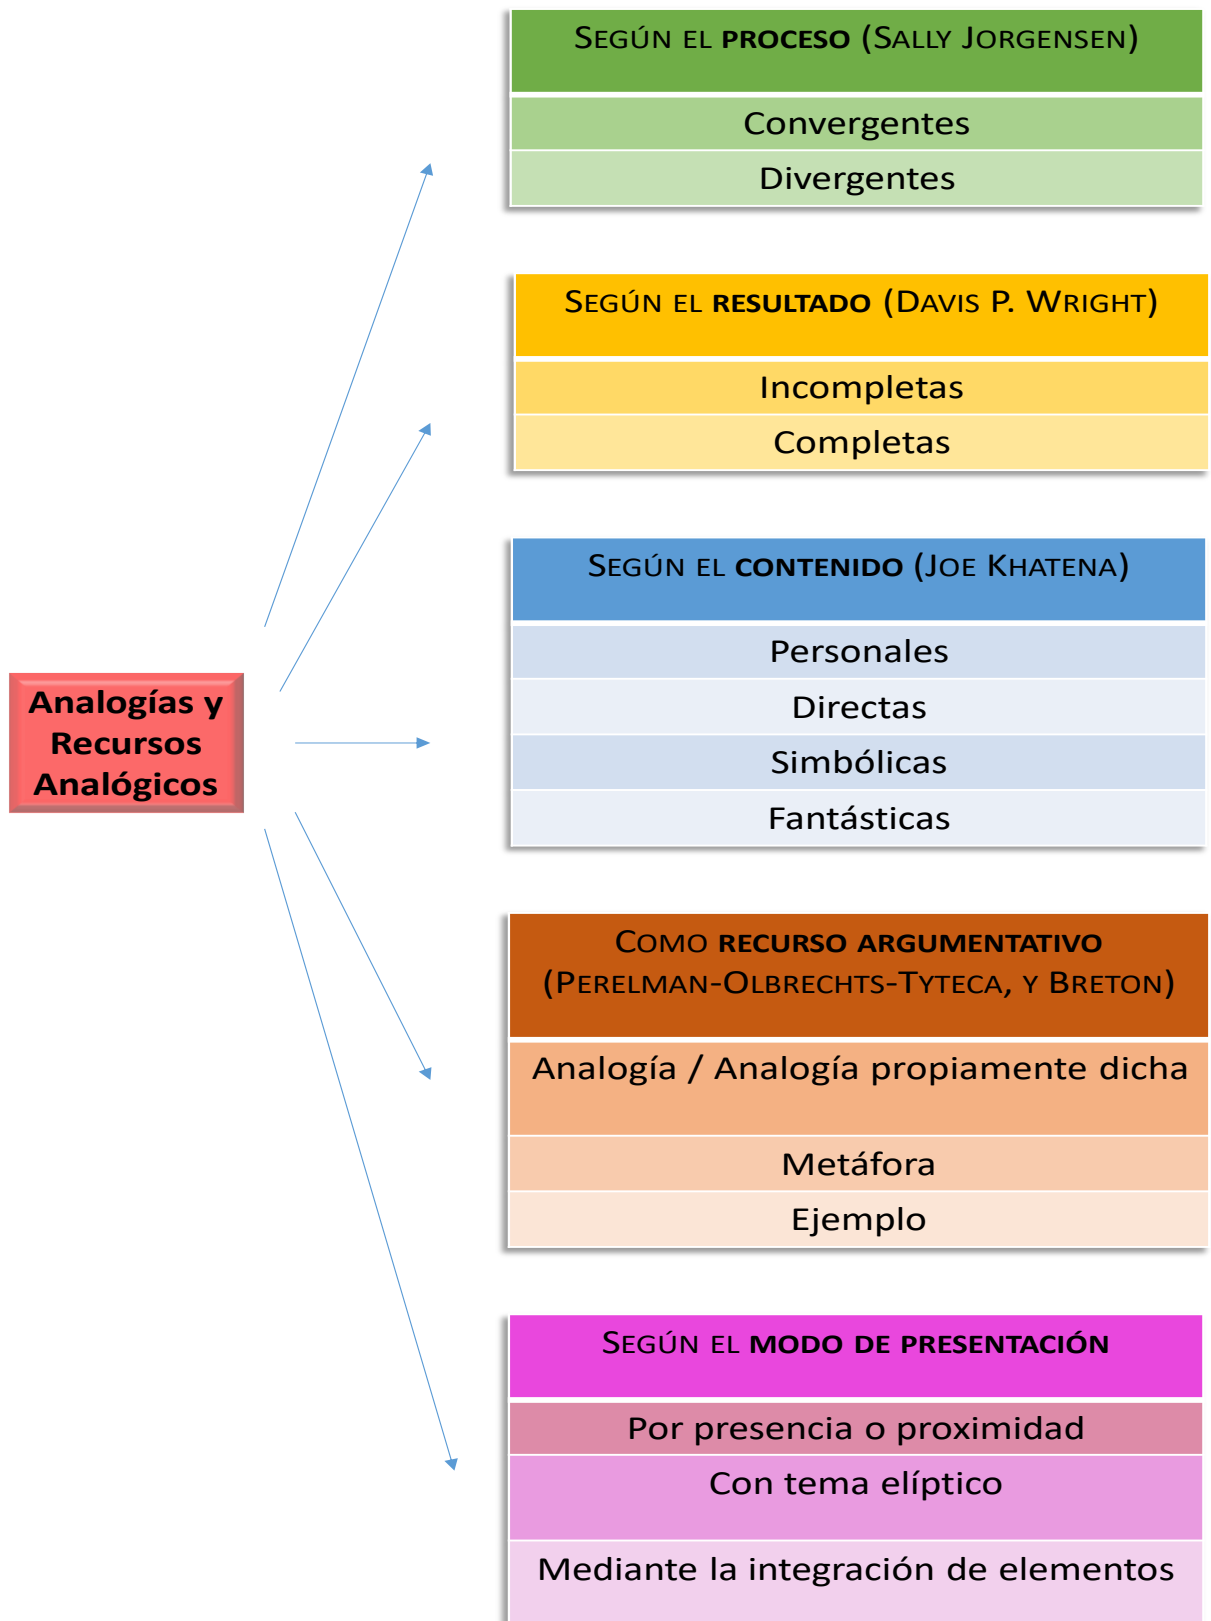 SEGÚN EL PROCESO (SALLY JORGENSEN)
Convergentes
Divergentes
SEGÚN EL RESULTADO (DAVIS P. WRIGHT)
Incompletas
Completas
SEGÚN EL CONTENIDO (JOE KHATENA)
Personales
Directas
Simbólicas
Fantásticas
Analogías y
Recursos
Analógicos
COMO RECURSO ARGUMENTATIVO
(PERELMAN-OLBRECHTS-TYTECA, Y BRETON)
Analogía / Analogía propiamente dicha
Metáfora
Ejemplo
SEGÚN EL MODO DE PRESENTACIÓN
Por presencia o proximidad
Con tema elíptico
Mediante la integración de elementos